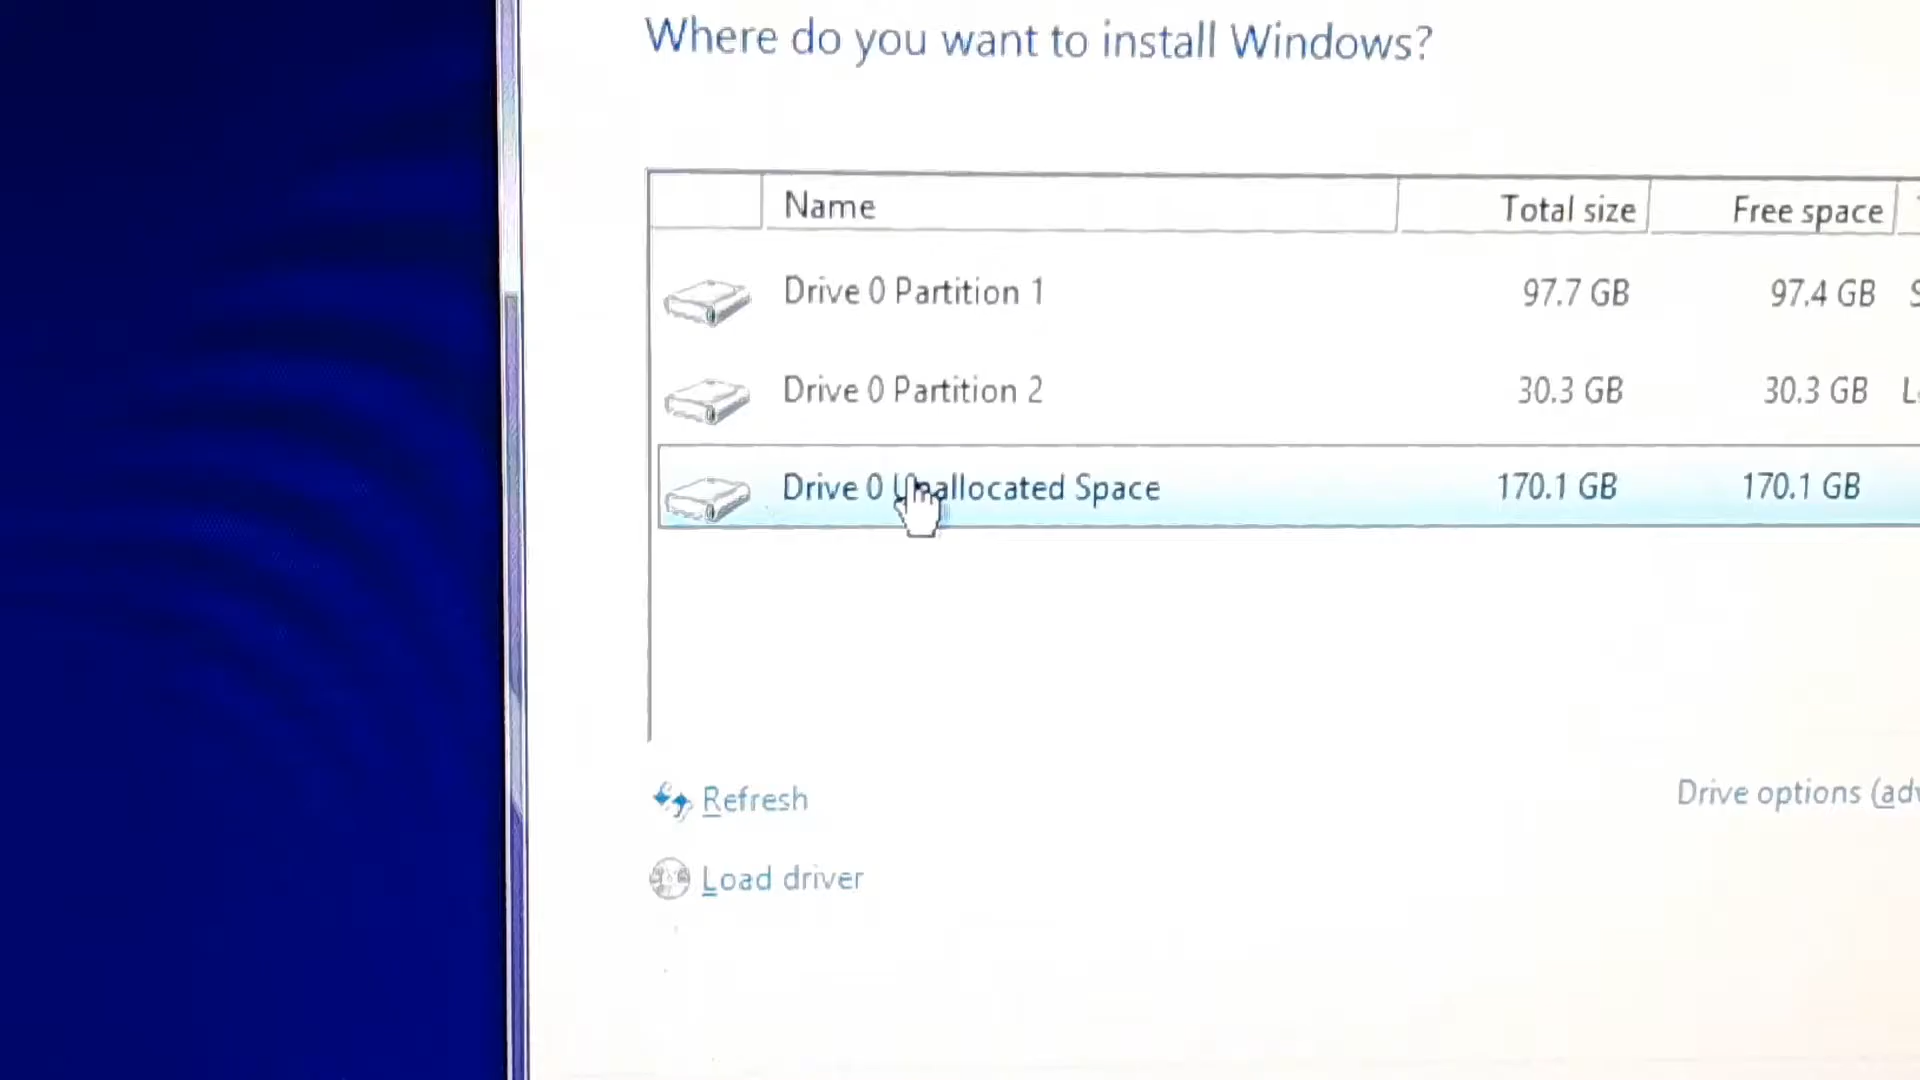 Where do you want to install Windows?
Name Total size Free space
Drive 0 Partition 1 97.7 GB 97.4 GB
Drive 0 Partition 2 30.3 GB 30.3 GB
Drive 0 Unallocated Space 170.1 GB 170.1 GB
Refresh Drive options (adv
Load driver